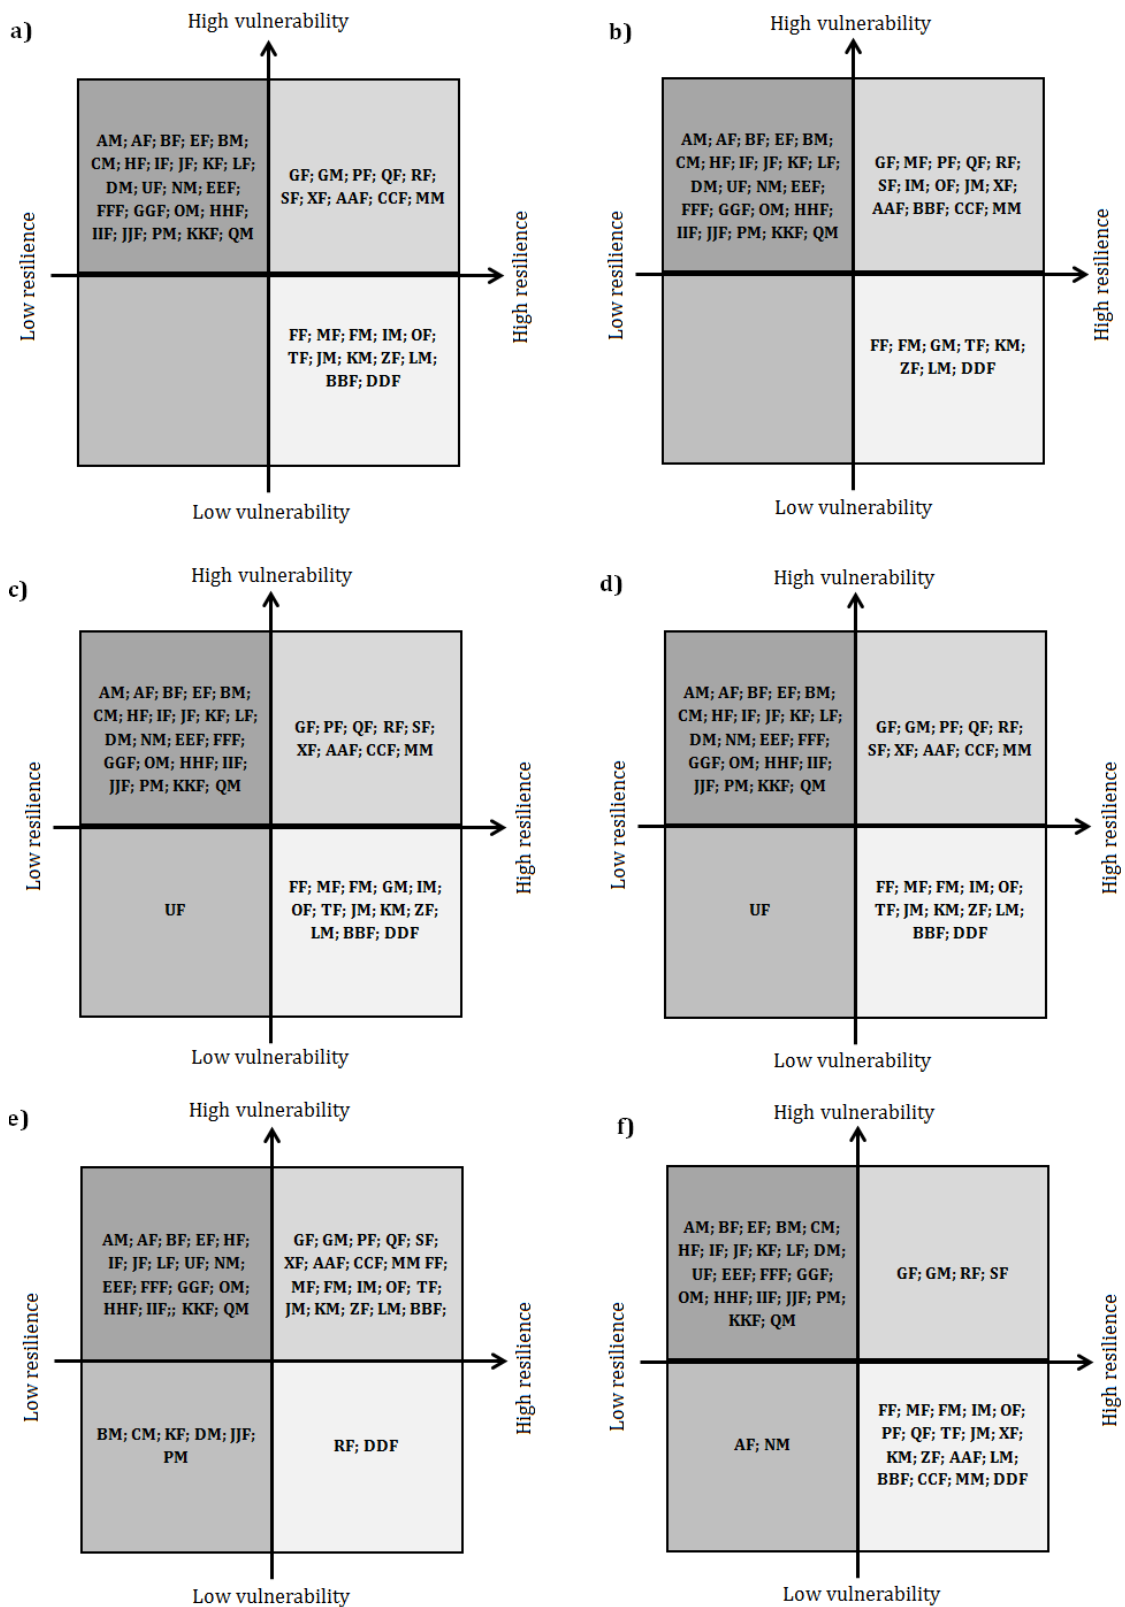 a)
High vulnerability
AM; AF; BF; EF; BM;
CM; HF; IF; JF; KF; LF;
DM; UF; NM; EEF;
FFF; GGF; OM; HHF;
IIF; JJF; PM; KKF; QM
GF; GM; PF; QF; RF;
SF; XF; AAF; CCF; MM
Low resilience
High resilience
FF; MF; FM; IM; OF;
TF; JM; KM; ZF; LM;
BBF; DDF
Low vulnerability
b)
High vulnerability
AM; AF; BF; EF; BM;
CM; HF; IF; JF; KF; LF;
DM; UF; NM; EEF;
FFF; GGF; OM; HHF;
IIF; JJF; PM; KKF; QM
GF; MF; PF; QF; RF;
SF; IM; OF; JM; XF;
AAF; BBF; CCF; MM
Low resilience
High resilience
FF; FM; GM; TF; KM;
ZF; LM; DDF
Low vulnerability
c)
High vulnerability
AM; AF; BF; EF; BM;
CM; HF; IF; JF; KF; LF;
DM; NM; EEF; FFF;
GGF; OM; HHF; IIF;
JJF; PM; KKF; QM
GF; PF; QF; RF; SF;
XF; AAF; CCF; MM
Low resilience
High resilience
UF
FF; MF; FM; GM; IM;
OF; TF; JM; KM; ZF;
LM; BBF; DDF
Low vulnerability
d)
High vulnerability
AM; AF; BF; EF; BM;
CM; HF; IF; JF; KF; LF;
DM; NM; EEF; FFF;
GGF; OM; HHF; IIF;
JJF; PM; KKF; QM
GF; GM; PF; QF; RF;
SF; XF; AAF; CCF; MM
Low resilience
High resilience
UF
FF; MF; FM; IM; OF;
TF; JM; KM; ZF; LM;
BBF; DDF
Low vulnerability
e)
High vulnerability
AM; AF; BF; EF; HF;
IF; JF; LF; UF; NM;
EEF; FFF; GGF; OM;
HHF; IIF;; KKF; QM
GF; GM; PF; QF; SF;
XF; AAF; CCF; MM FF;
MF; FM; IM; OF; TF;
JM; KM; ZF; LM; BBF;
Low resilience
High resilience
BM; CM; KF; DM; JJF;
PM
RF; DDF
Low vulnerability
f)
High vulnerability
AM; BF; EF; BM; CM;
HF; IF; JF; KF; LF; DM;
UF; EEF; FFF; GGF;
OM; HHF; IIF; JJF; PM;
KKF; QM
GF; GM; RF; SF
Low resilience
High resilience
AF; NM
FF; MF; FM; IM; OF;
PF; QF; TF; JM; XF;
KM; ZF; AAF; LM;
BBF; CCF; MM; DDF
Low vulnerability